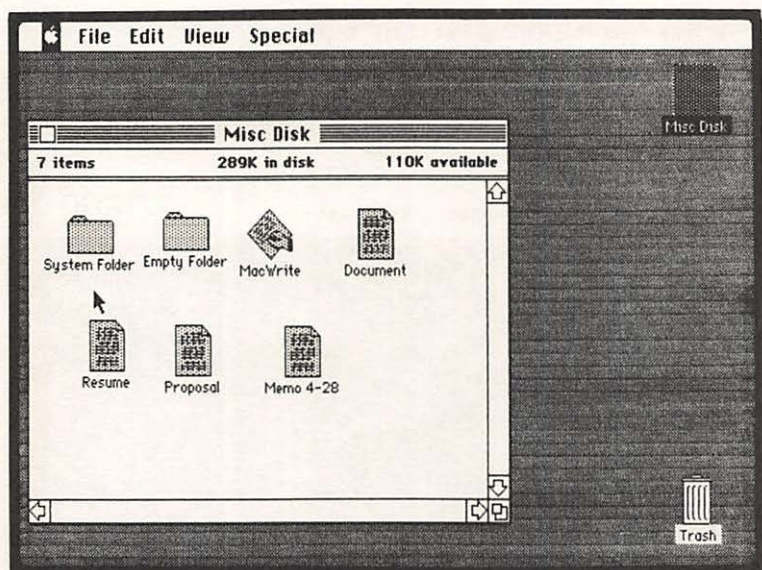 File Edit View Special
Misc Disk
Misc Disk
7 items 289K in disk 110K available
System Folder Empty Folder MacWrite Document
Resume Proposal Memo 4-28
Trash